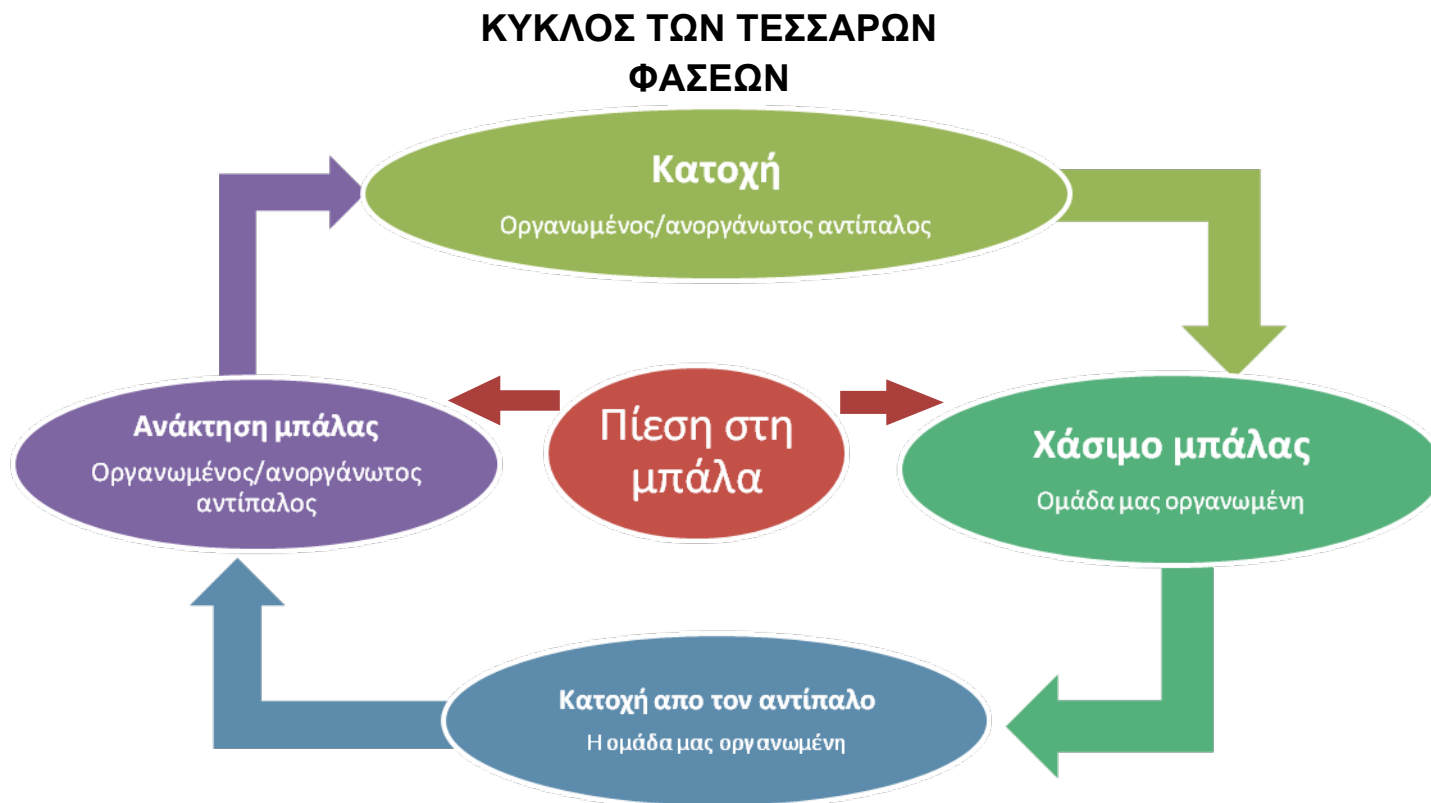 ΚΥΚΛΟΣ ΤΩΝ ΤΕΣΣΑΡΩΝ
ΦΑΣΕΩΝ
Κατοχή
Οργανωμένος/ανοργάνωτος αντίπαλος
Ανάκτηση μπάλας
Οργανωμένος/ανοργάνωτος
αντίπαλος
Πίεση στη
μπάλα
Χάσιμο μπάλας
Ομάδα μας οργανωμένη
Κατοχή απο τον αντίπαλο
Η ομάδα μας οργανωμένη